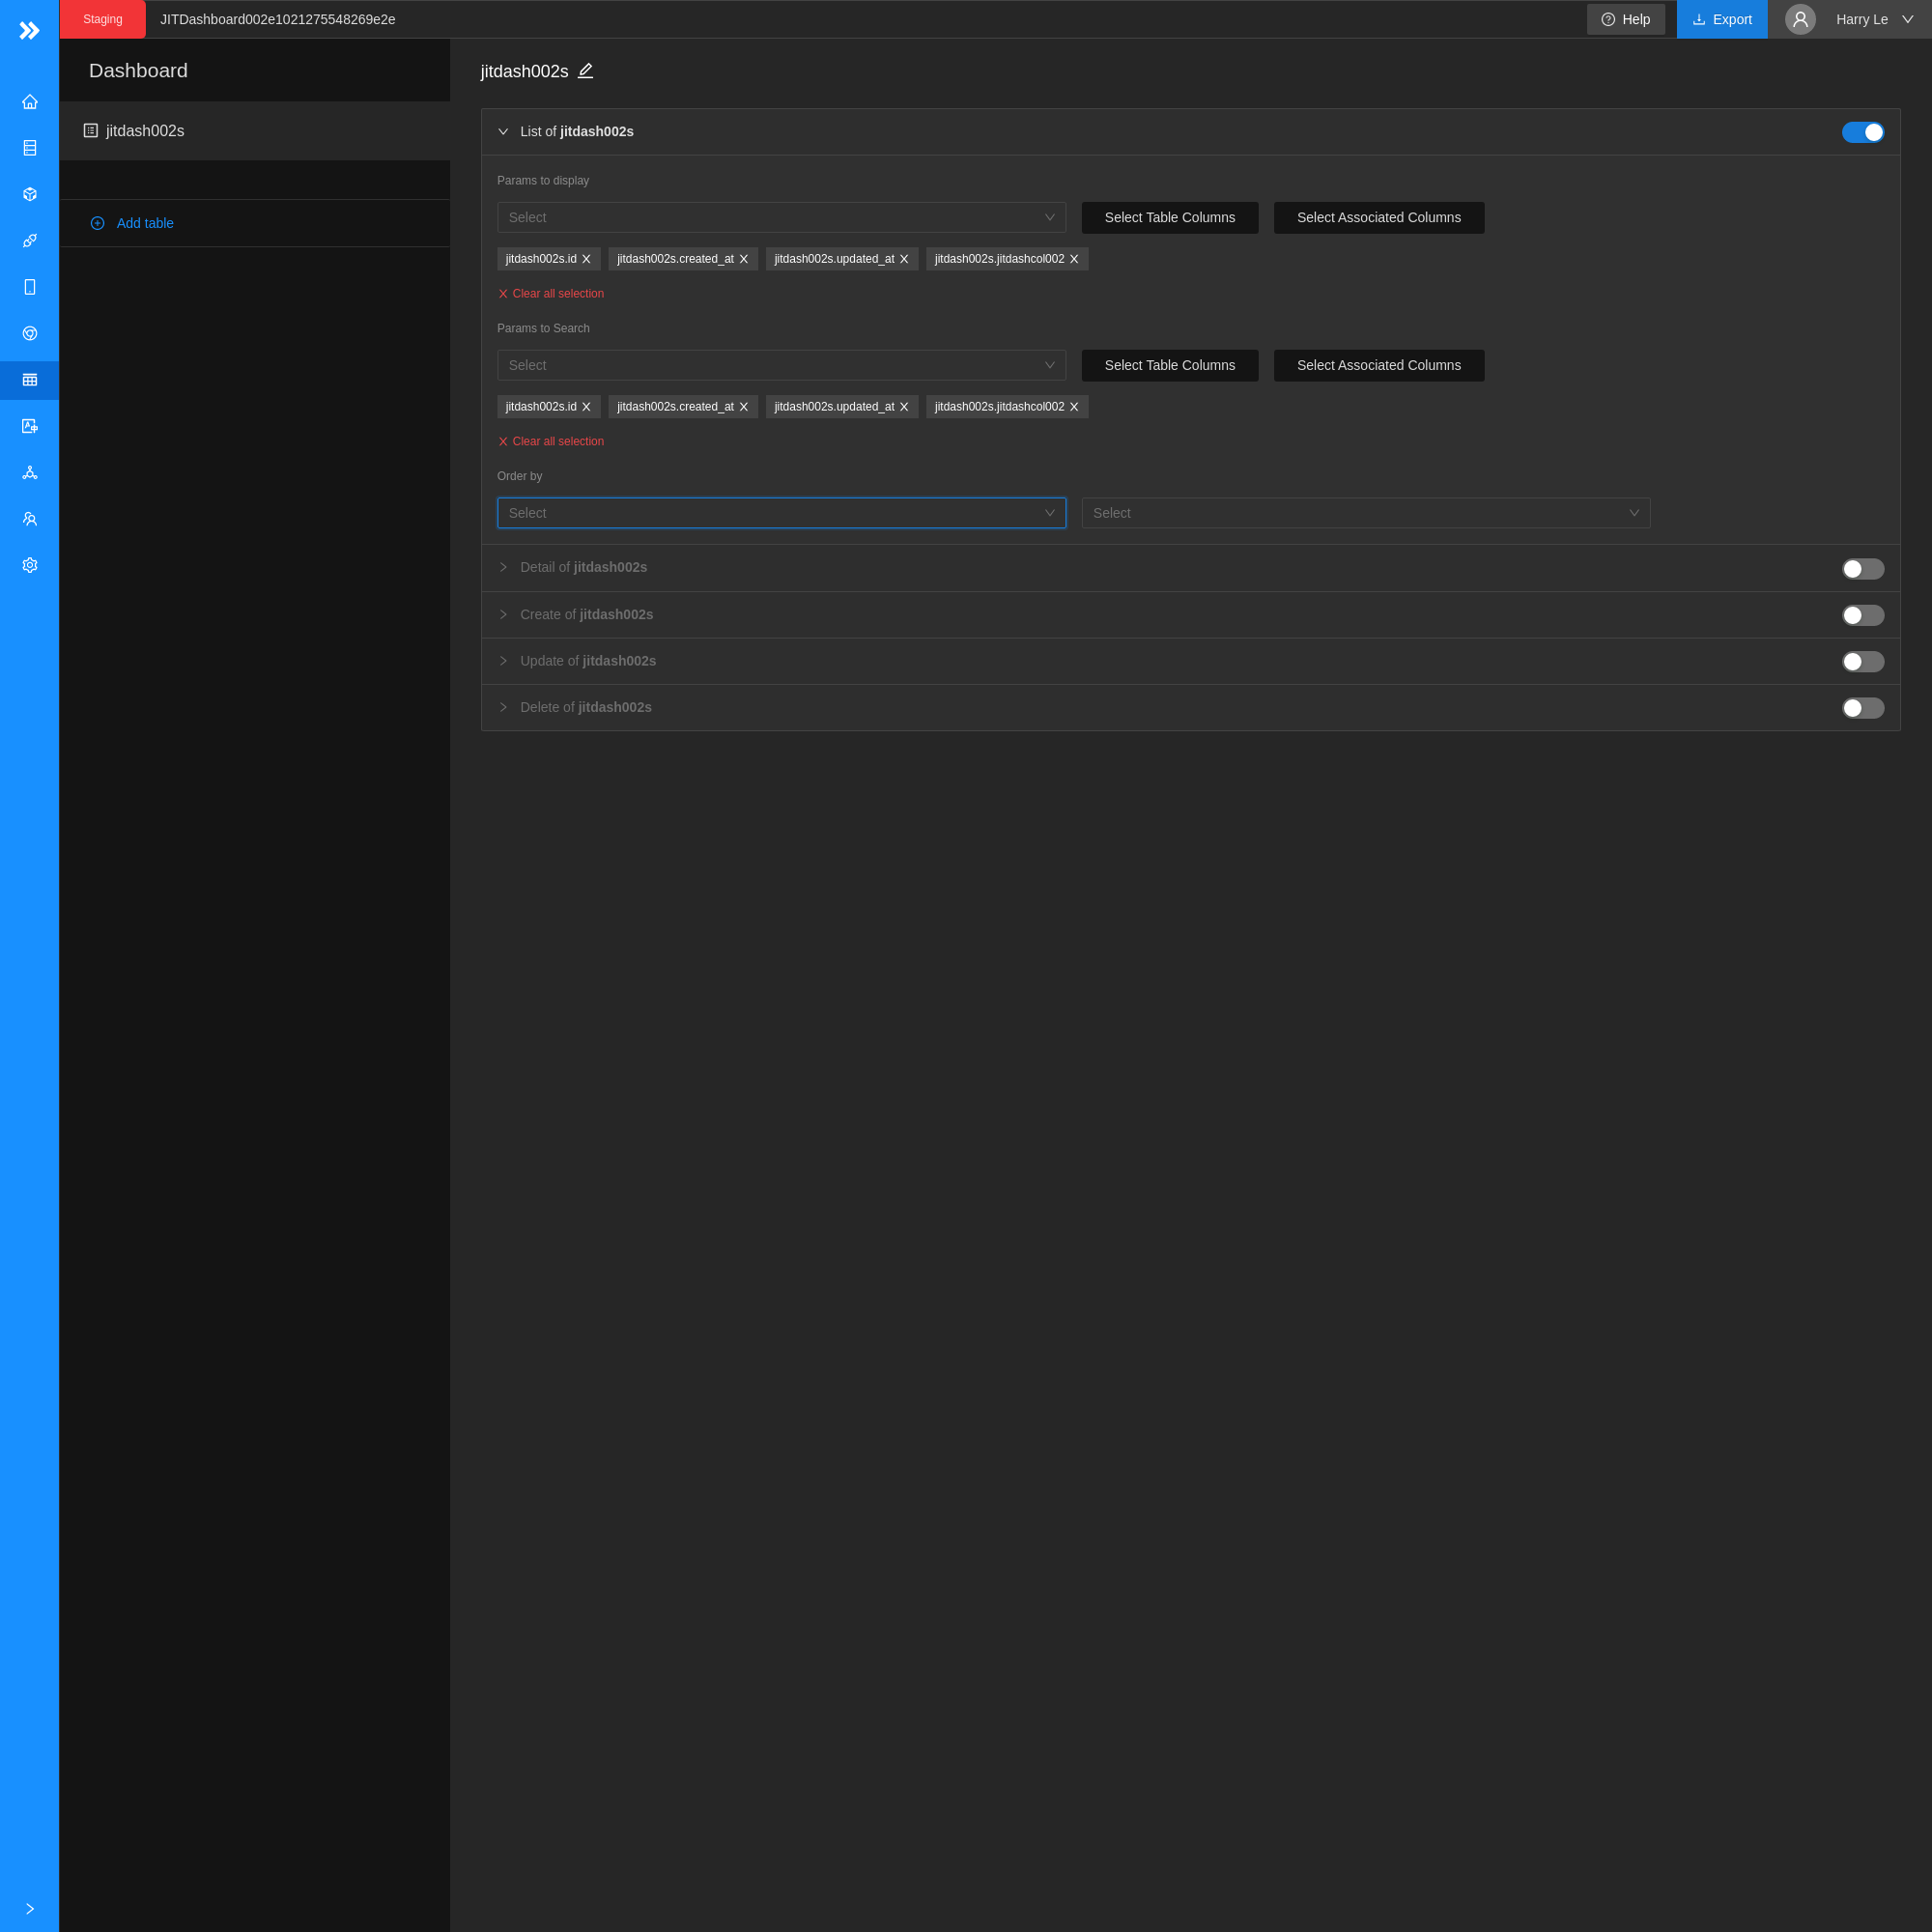 Staging
JITDashboard002e1021275548269e2e
Help
Export
Harry Le
Dashboard
jitdash002s
Add table
jitdash002s
List of jitdash002s
Params to display
Select
Select Table Columns
Select Associated Columns
jitdash002s.id
jitdash002s.created_at
jitdash002s.updated_at
jitdash002s.jitdashcol002
Clear all selection
Params to Search
Select
Select Table Columns
Select Associated Columns
jitdash002s.id
jitdash002s.created_at
jitdash002s.updated_at
jitdash002s.jitdashcol002
Clear all selection
Order by
Select
Select
Detail of jitdash002s
Create of jitdash002s
Update of jitdash002s
Delete of jitdash002s